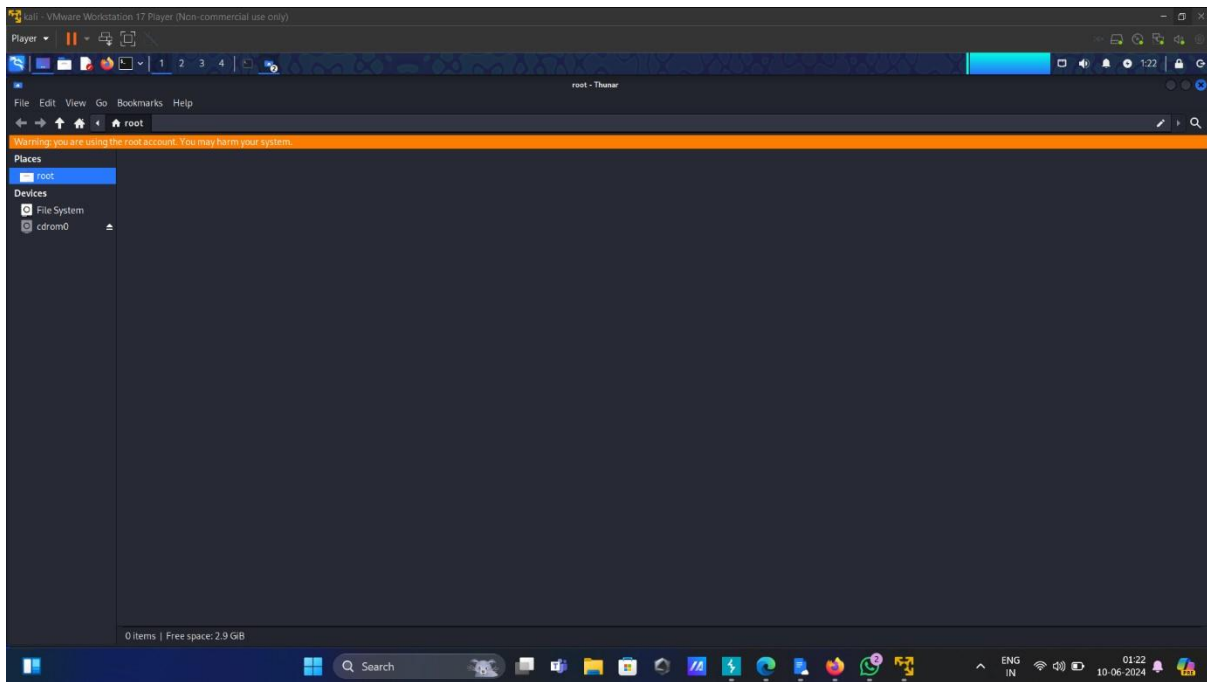 kali - VMware Workstation 17 Player (Non-commercial use only)
Player
1 2 3 4
1:22
root - Thunar
File Edit View Go Bookmarks Help
root
Warning: you are using the root account. You may harm your system.
Places
root
Devices
File System
cdrom0
0 items | Free space: 2.9 GiB
Search
2
ENG
IN
01:22
10-06-2024